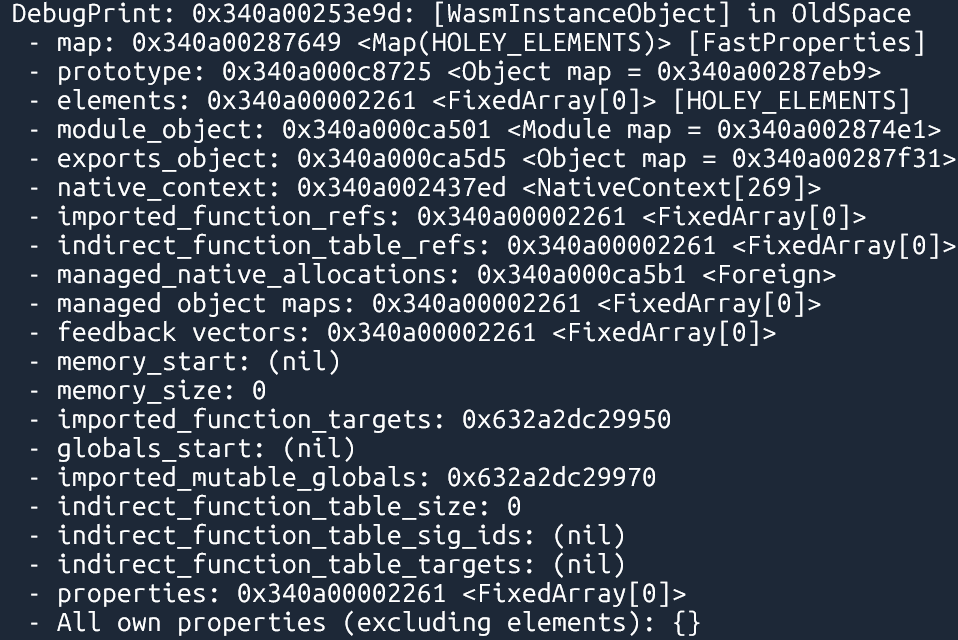 DebugPrint: 0x340a00253e9d: [WasmInstanceObject] in OldSpace
- map: 0x340a00287649 <Map(HOLEY_ELEMENTS)> [FastProperties]
- prototype: 0x340a000c8725 <Object map = 0x340a00287eb9>
- elements: 0x340a00002261 <FixedArray[0]> [HOLEY_ELEMENTS]
- module_object: 0x340a000ca501 <Module map = 0x340a002874e1>
- exports_object: 0x340a000ca5d5 <Object map = 0x340a00287f31>
- native_context: 0x340a002437ed <NativeContext[269]>
- imported_function_refs: 0x340a00002261 <FixedArray[0]>
- indirect_function_table_refs: 0x340a00002261 <FixedArray[0]>
- managed_native_allocations: 0x340a000ca5b1 <Foreign>
- managed object maps: 0x340a00002261 <FixedArray[0]>
- feedback vectors: 0x340a00002261 <FixedArray[0]>
- memory_start: (nil)
- memory_size: 0
- imported_function_targets: 0x632a2dc29950
- globals_start: (nil)
- imported_mutable_globals: 0x632a2dc29970
- indirect_function_table_size: 0
- indirect_function_table_sig_ids: (nil)
- indirect_function_table_targets: (nil)
- properties: 0x340a00002261 <FixedArray[0]>
- All own properties (excluding elements): {}